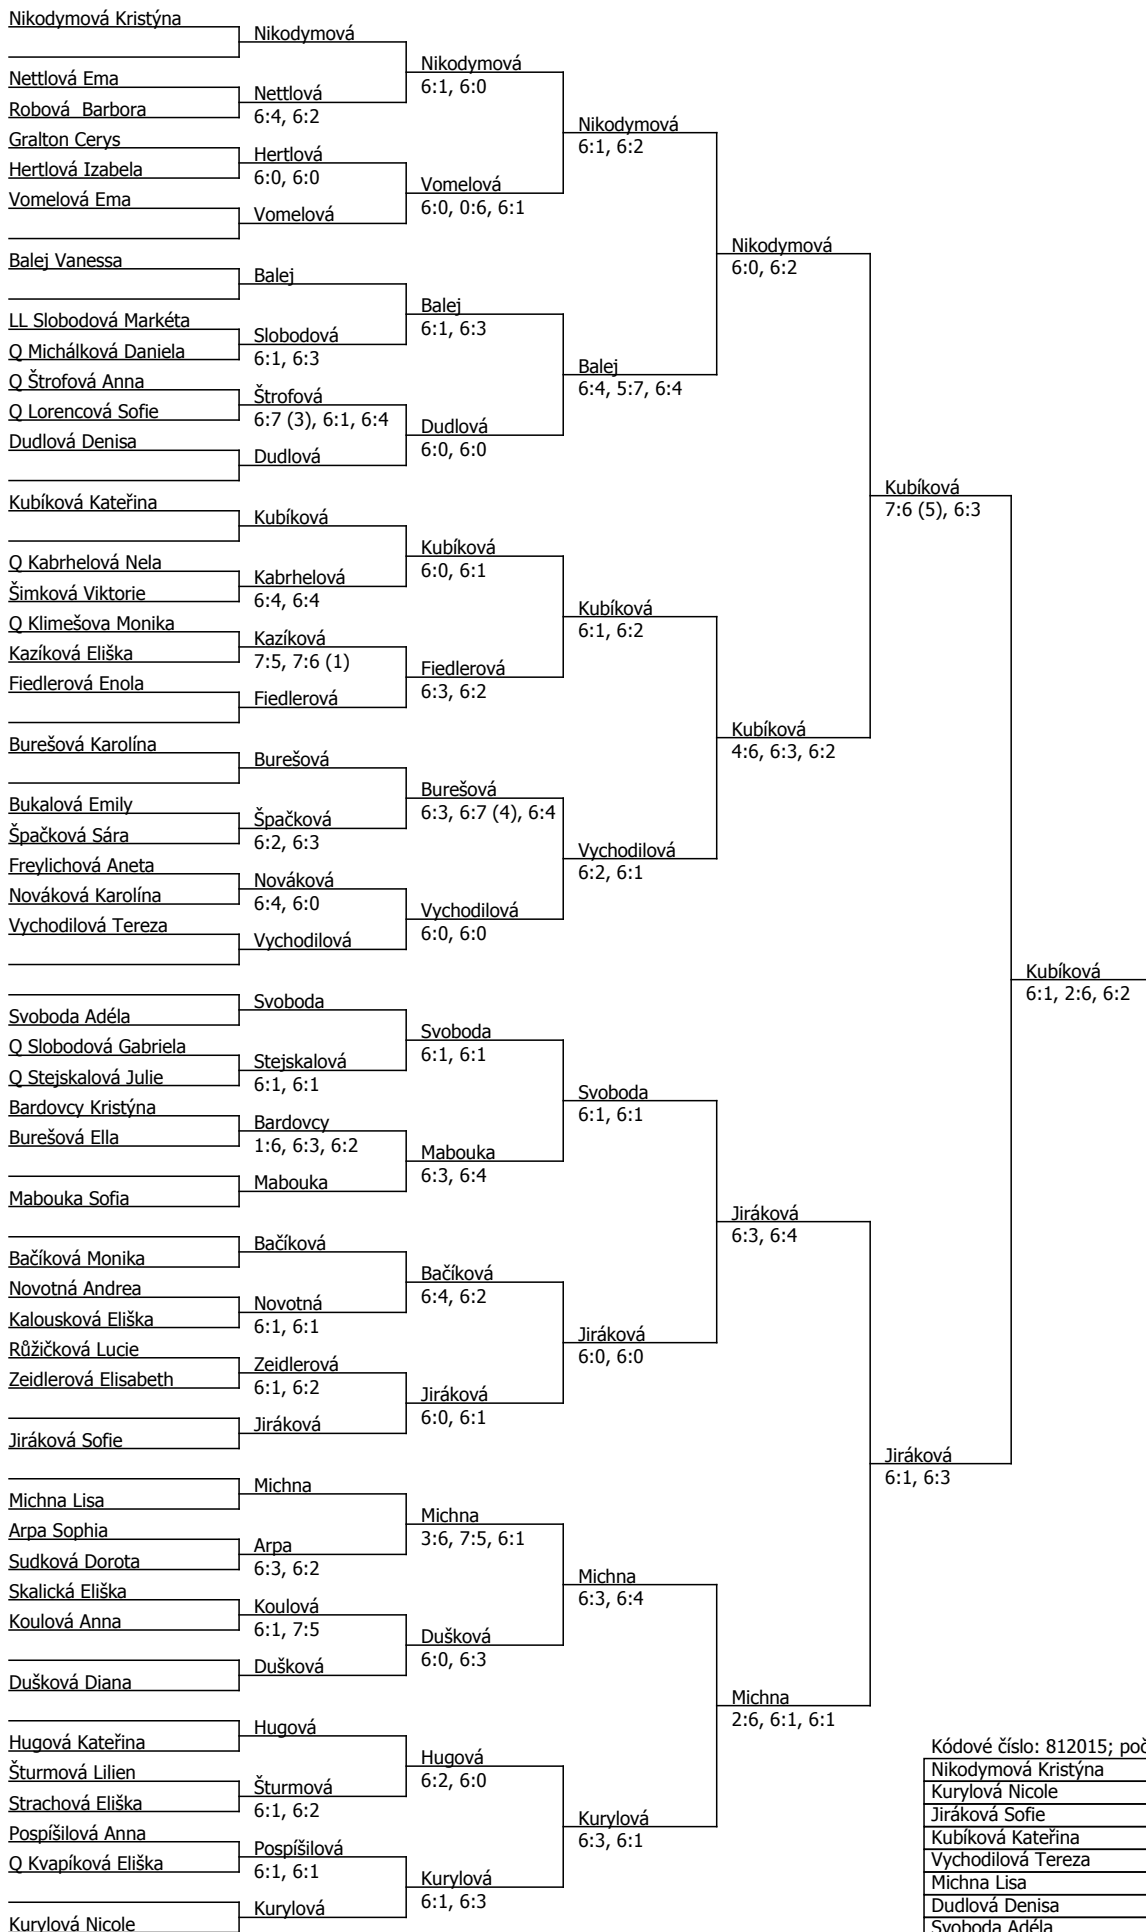 Nikodymová Kristýna
Nettlová Ema
Robová Barbora
Gralton Cerys
Hertlová Izabela
Vomelová Ema
Balej Vanessa
LL Slobodová Markéta
Q Michálková Daniela
Q Štrofová Anna
Q Lorencová Sofie
Dudlová Denisa
Kubíková Kateřina
Q Kabrhelová Nela
Šimková Viktorie
Q Klimešova Monika
Kazíková Eliška
Fiedlerová Enola
Burešová Karolína
Bukalová Emily
Špačková Sára
Freylichová Aneta
Nováková Karolína
Vychodilová Tereza
Svoboda Adéla
Q Slobodová Gabriela
Q Stejskalová Julie
Bardovcy Kristýna
Burešová Ella
Mabouka Sofia
Bačíková Monika
Novotná Andrea
Kalousková Eliška
Růžičková Lucie
Zeidlerová Elisabeth
Jiráková Sofie
Michna Lisa
Arpa Sophia
Sudková Dorota
Skalická Eliška
Koulová Anna
Dušková Diana
Hugová Kateřina
Šturmová Lilien
Strachová Eliška
Pospíšilová Anna
Q Kvapíková Eliška
Kurylová Nicole
Nikodymová
Nettlová
6:4, 6:2
Hertlová
6:0, 6:0
Vomelová
Balej
Slobodová
6:1, 6:3
Štrofová
6:7 (3), 6:1, 6:4
Dudlová
Kubíková
Kabrhelová
6:4, 6:4
Kazíková
7:5, 7:6 (1)
Fiedlerová
Burešová
Špačková
6:2, 6:3
Nováková
6:4, 6:0
Vychodilová
Svoboda
Stejskalová
6:1, 6:1
Bardovcy
1:6, 6:3, 6:2
Mabouka
Bačíková
Novotná
6:1, 6:1
Zeidlerová
6:1, 6:2
Jiráková
Michna
Arpa
6:3, 6:2
Koulová
6:1, 7:5
Dušková
Hugová
Šturmová
6:1, 6:2
Pospíšilová
6:1, 6:1
Kurylová
Nikodymová
6:1, 6:0
Vomelová
6:0, 0:6, 6:1
Balej
6:1, 6:3
Dudlová
6:0, 6:0
Kubíková
6:0, 6:1
Fiedlerová
6:3, 6:2
Burešová
6:3, 6:7 (4), 6:4
Vychodilová
6:0, 6:0
Svoboda
6:1, 6:1
Mabouka
6:3, 6:4
Bačíková
6:4, 6:2
Jiráková
6:0, 6:1
Michna
3:6, 7:5, 6:1
Dušková
6:0, 6:3
Hugová
6:2, 6:0
Kurylová
6:1, 6:3
Nikodymová
6:1, 6:2
Balej
6:4, 5:7, 6:4
Kubíková
6:1, 6:2
Vychodilová
6:2, 6:1
Svoboda
6:1, 6:1
Jiráková
6:0, 6:0
Michna
6:3, 6:4
Kurylová
6:3, 6:1
Nikodymová
6:0, 6:2
Kubíková
4:6, 6:3, 6:2
Jiráková
6:3, 6:4
Michna
2:6, 6:1, 6:1
Kubíková
7:6 (5), 6:3
Jiráková
6:1, 6:3
Kubíková
6:1, 2:6, 6:2
Kódové číslo: 812015; poč
Nikodymová Kristýna
Kurylová Nicole
Jiráková Sofie
Kubíková Kateřina
Vychodilová Tereza
Michna Lisa
Dudlová Denisa
Svoboda Adéla